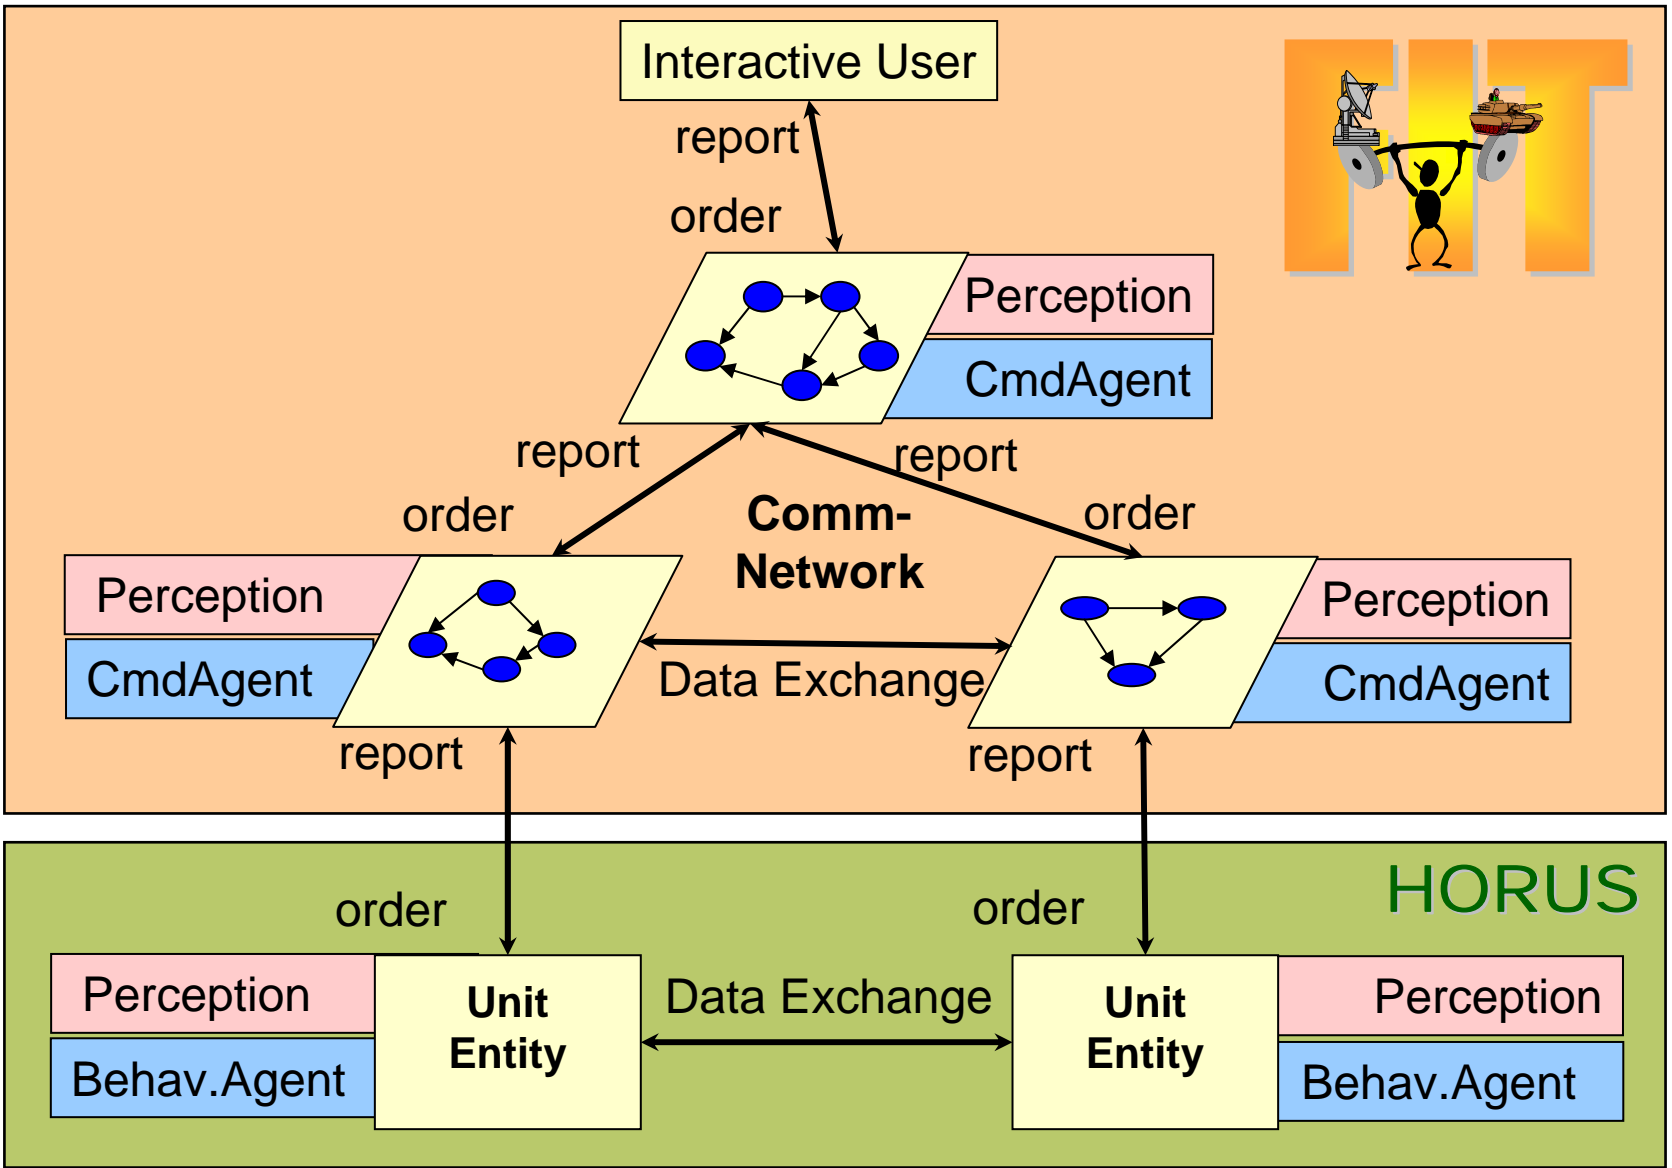 Interactive User
FIT
report
order
Perception
CmdAgent
report
report
order
Comm-
Network
order
Perception
CmdAgent
Data Exchange
Perception
CmdAgent
report
report
HORUS
order
order
Perception
Behav.Agent
Unit
Entity
Data Exchange
Unit
Entity
Perception
Behav.Agent